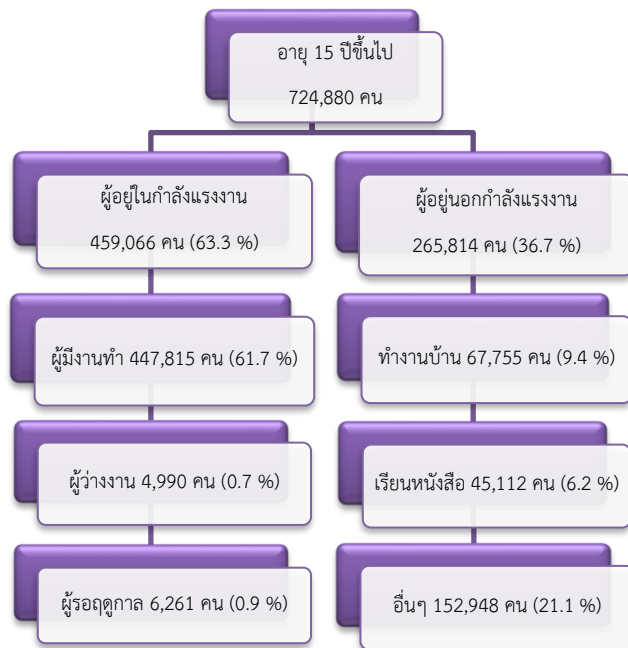 อายุ 15 ปีขึ้นไป
724,880 คน
ผู้อยู่ในกำลังแรงงาน
459,066 คน (63.3 %)
ผู้มีงานทำ 447,815 คน (61.7 %)
ผู้ว่างงาน 4,990 คน (0.7 %)
ผู้รอฤดูกาล 6,261 คน (0.9 %)
ผู้อยู่นอกกำลังแรงงาน
265,814 คน (36.7 %)
ทำงานบ้าน 67,755 คน (9.4 %)
เรียนหนังสือ 45,112 คน (6.2 %)
อื่นๆ 152,948 คน (21.1 %)